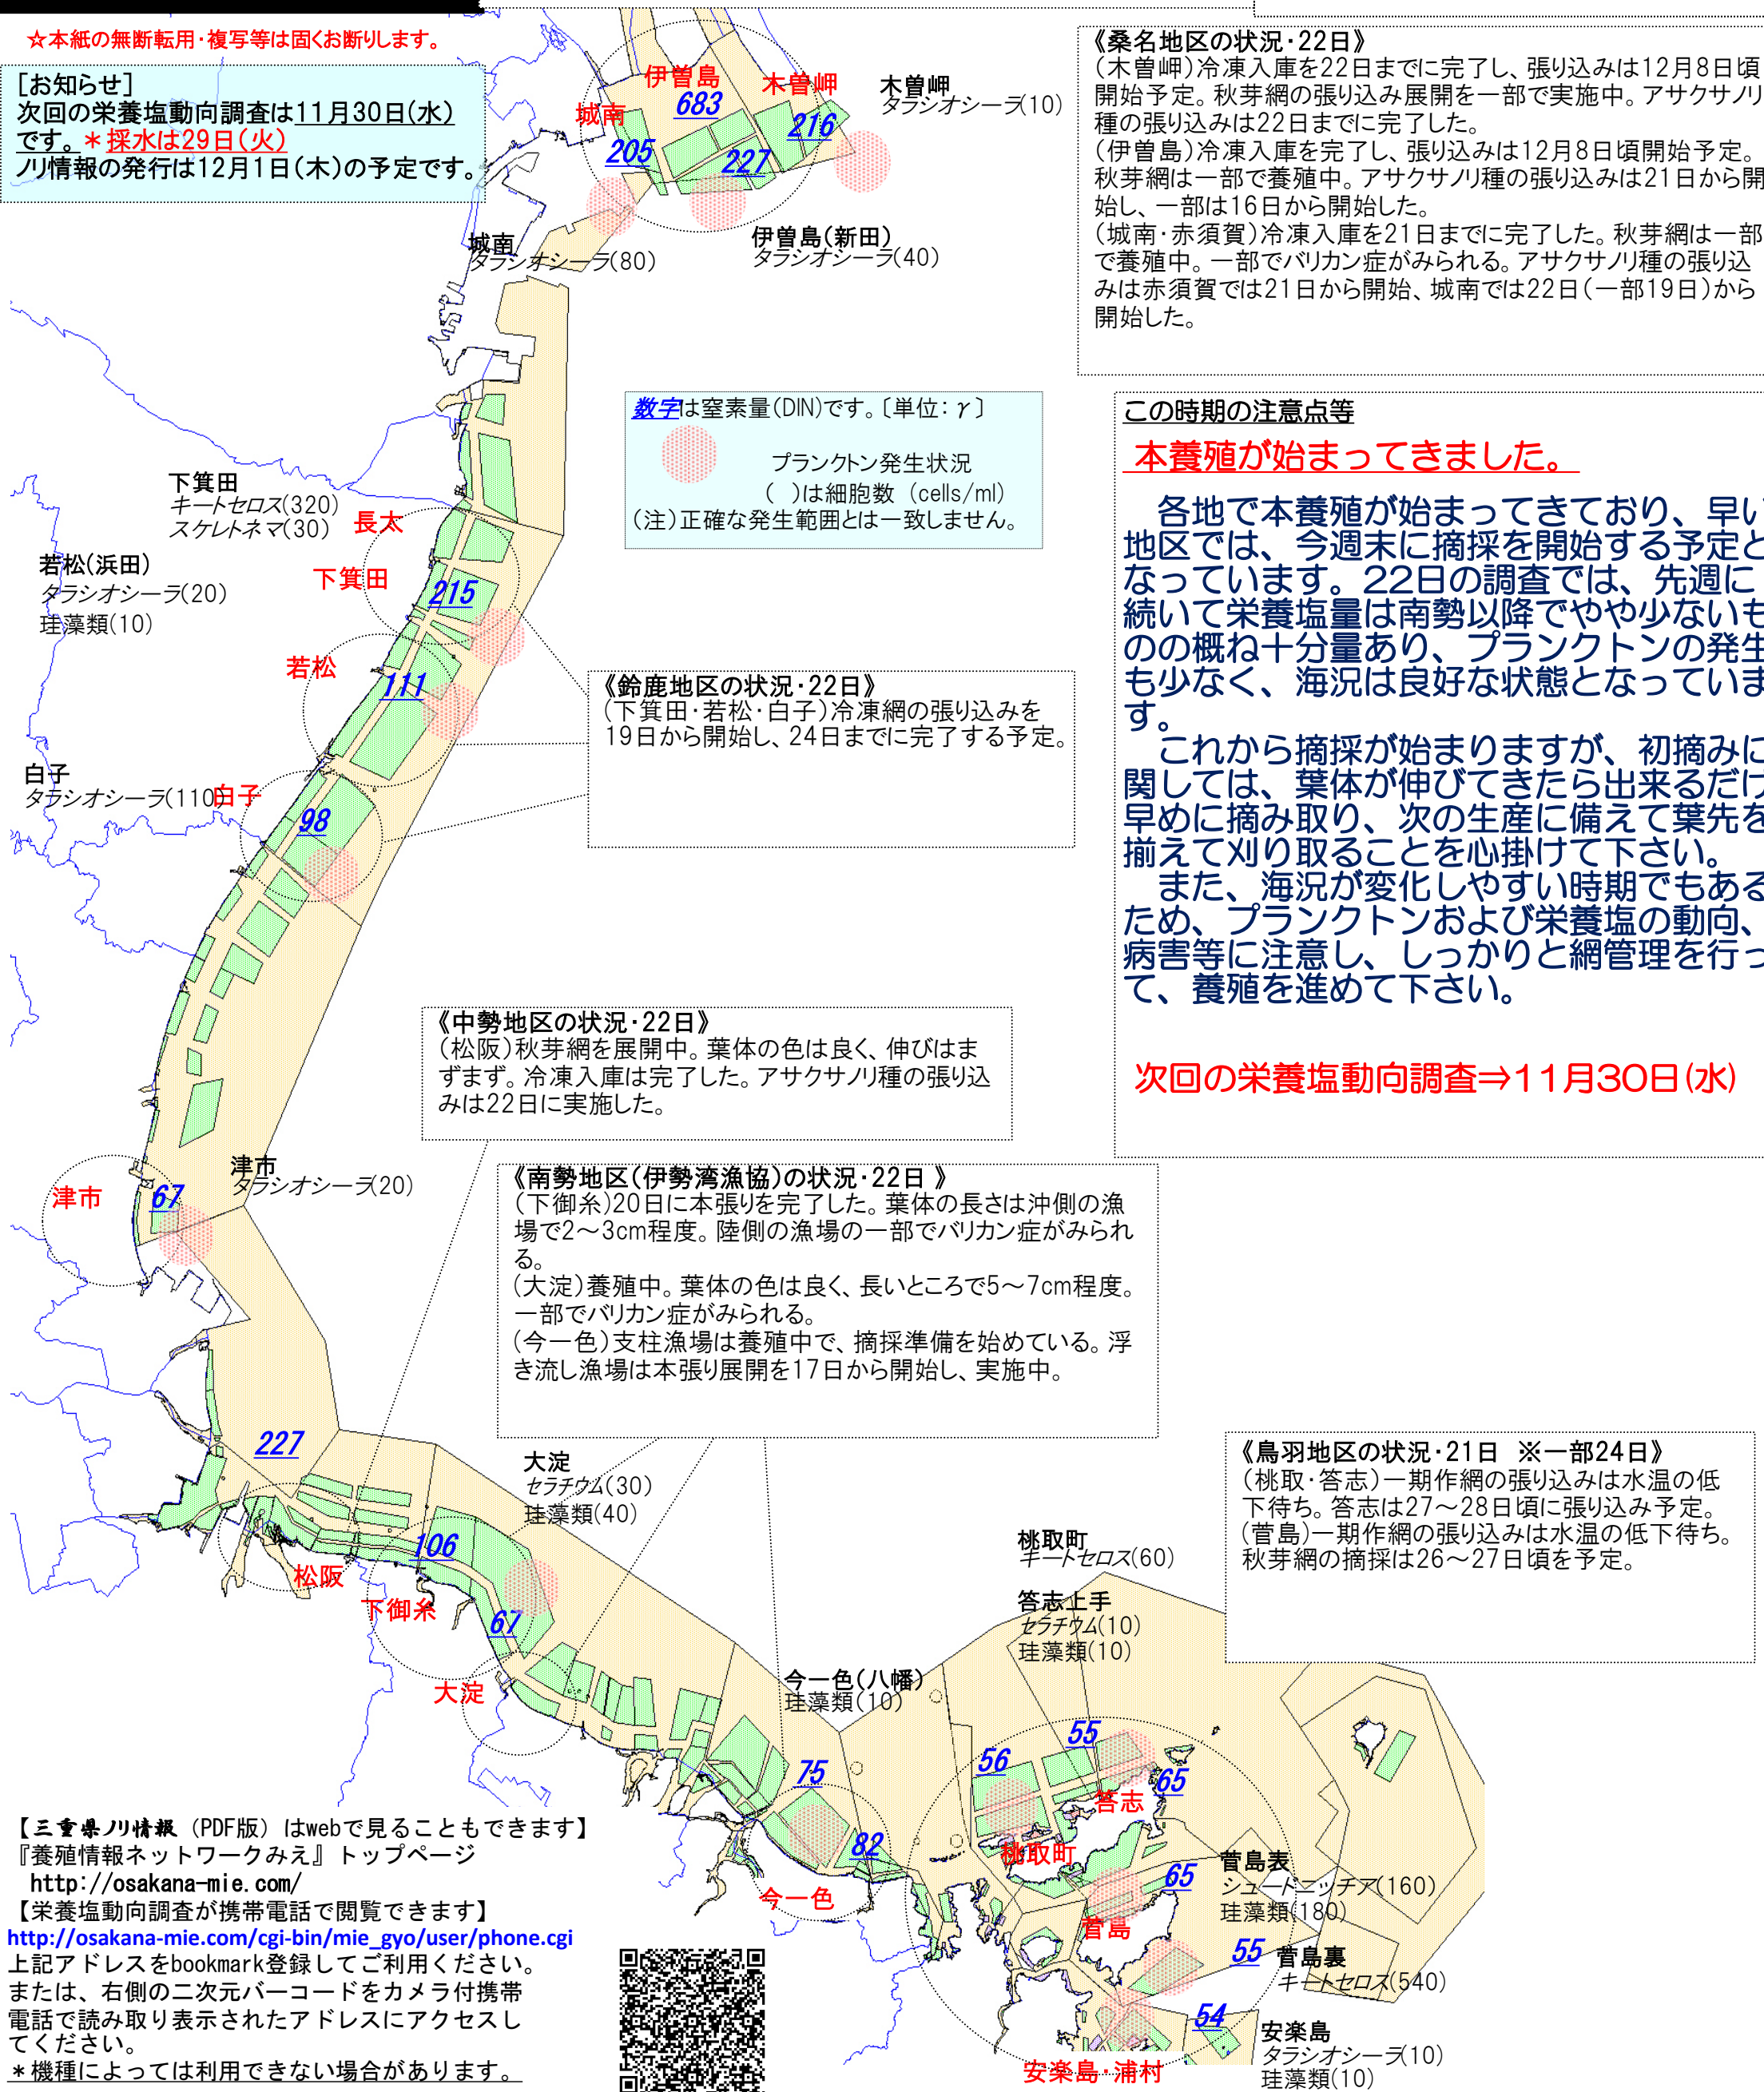 ☆本紙の無断転用・複写等は固くお断りします。
［お知らせ］
次回の栄養塩動向調査は11月30日(水)
です。＊採水は29日(火)
ノリ情報の発行は12月1日(木)の予定です。
伊曽島
683
木曽岬
城南
205
227
216
木曽岬
タラシオシーラ(10)
城南
タラシオシーラ(80)
伊曽島(新田)
タラシオシーラ(40)
《桑名地区の状況・22日》
(木曽岬)冷凍入庫を22日までに完了し、張り込みは12月8日頃
開始予定。秋芽網の張り込み展開を一部で実施中。アサクサノリ
種の張り込みは22日までに完了した。
(伊曽島)冷凍入庫を完了し、張り込みは12月8日頃開始予定。
秋芽網は一部で養殖中。アサクサノリ種の張り込みは21日から開
始し、一部は16日から開始した。
(城南・赤須賀)冷凍入庫を21日までに完了した。秋芽網は一部
で養殖中。一部でバリカン症がみられる。アサクサノリ種の張り込
みは赤須賀では21日から開始、城南では22日(一部19日)から
開始した。
数字は窒素量(DIN)です。〔単位：γ〕
プランクトン発生状況
( )は細胞数 (cells/ml)
(注)正確な発生範囲とは一致しません。
この時期の注意点等
本養殖が始まってきました。
各地で本養殖が始まってきており、早い
地区では、今週末に摘採を開始する予定と
なっています。22日の調査では、先週に
続いて栄養塩量は南勢以降でやや少ないも
のの概ね十分量あり、プランクトンの発生
も少なく、海況は良好な状態となっていま
す。
これから摘採が始まりますが、初摘みに
関しては、葉体が伸びてきたら出来るだけ
早めに摘み取り、次の生産に備えて葉先を
揃えて刈り取ることを心掛けて下さい。
また、海況が変化しやすい時期でもある
ため、プランクトンおよび栄養塩の動向、
病害等に注意し、しっかりと網管理を行っ
て、養殖を進めて下さい。
次回の栄養塩動向調査⇒11月30日(水)
下箕田
キートセロス(320)
スケレトネマ(30)
長太
若松(浜田)
タラシオシーラ(20)
珪藻類(10)
下箕田
215
若松
111
白子
タラシオシーラ(110)
白子
98
《鈴鹿地区の状況・22日》
(下箕田・若松・白子)冷凍網の張り込みを
19日から開始し、24日までに完了する予定。
《中勢地区の状況・22日》
(松阪)秋芽網を展開中。葉体の色は良く、伸びはま
ずまず。冷凍入庫は完了した。アサクサノリ種の張り込
みは22日に実施した。
津市
67
津市
タラシオシーラ(20)
《南勢地区(伊勢湾漁協)の状況・22日 》
(下御糸)20日に本張りを完了した。葉体の長さは沖側の漁
場で2～3cm程度。陸側の漁場の一部でバリカン症がみられ
る。
(大淀)養殖中。葉体の色は良く、長いところで5～7cm程度。
一部でバリカン症がみられる。
(今一色)支柱漁場は養殖中で、摘採準備を始めている。浮
き流し漁場は本張り展開を17日から開始し、実施中。
227
大淀
セラチウム(30)
珪藻類(40)
106
松阪
下御糸
67
大淀
《鳥羽地区の状況・21日 ※一部24日》
(桃取・答志)一期作網の張り込みは水温の低
下待ち。答志は27～28日頃に張り込み予定。
(菅島)一期作網の張り込みは水温の低下待ち。
秋芽網の摘採は26～27日頃を予定。
桃取町
キートセロス(60)
答志上手
セラチウム(10)
珪藻類(10)
今一色(八幡)
珪藻類(10)
75
82
今一色
56
55
65
答志
桃取町
65
菅島
菅島表
シュードニッチア(160)
珪藻類(180)
55
菅島裏
キートセロス(540)
54
安楽島
タラシオシーラ(10)
珪藻類(10)
安楽島・浦村
【三重県ノリ情報（PDF版）はwebで見ることもできます】
『養殖情報ネットワークみえ』トップページ
http://osakana-mie.com/
【栄養塩動向調査が携帯電話で閲覧できます】
http://osakana-mie.com/cgi-bin/mie_gyo/user/phone.cgi
上記アドレスをbookmark登録してご利用ください。
または、右側の二次元バーコードをカメラ付携帯
電話で読み取り表示されたアドレスにアクセスし
てください。
＊機種によっては利用できない場合があります。